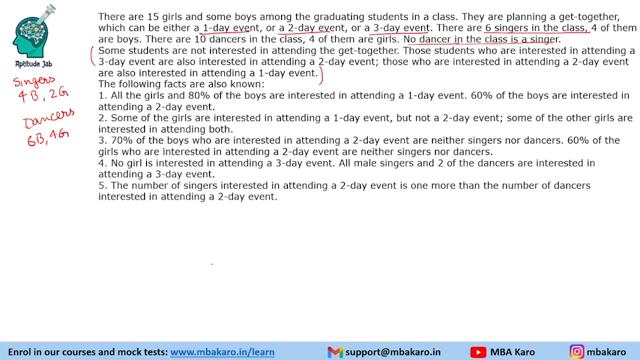 There are 15 girls and some boys among the graduating students in a class. They are planning a get-together,
which can be either a 1-day event, or a 2-day event, or a 3-day event. There are 6 singers in the class, 4 of them
are boys. There are 10 dancers in the class, 4 of them are girls. No dancer in the class is a singer.
Some students are not interested in attending the get-together. Those students who are interested in attending a
3-day event are also interested in attending a 2-day event; those who are interested in attending a 2-day event
are also interested in attending a 1-day event.
The following facts are also known:
1. All the girls and 80% of the boys are interested in attending a 1-day event. 60% of the boys are interested in
attending a 2-day event.
2. Some of the girls are interested in attending a 1-day event, but not a 2-day event; some of the other girls are
interested in attending both.
3. 70% of the boys who are interested in attending a 2-day event are neither singers nor dancers. 60% of the
girls who are interested in attending a 2-day event are neither singers nor dancers.
4. No girl is interested in attending a 3-day event. All male singers and 2 of the dancers are interested in
attending a 3-day event.
5. The number of singers interested in attending a 2-day event is one more than the number of dancers
interested in attending a 2-day event.
Aptitude Jab
Singers
4B, 2G
Dancers
6B, 4G
Enrol in our courses and mock tests: www.mbakaro.in/learn
support@mbakaro.in
MBA Karo
mbakaro.in